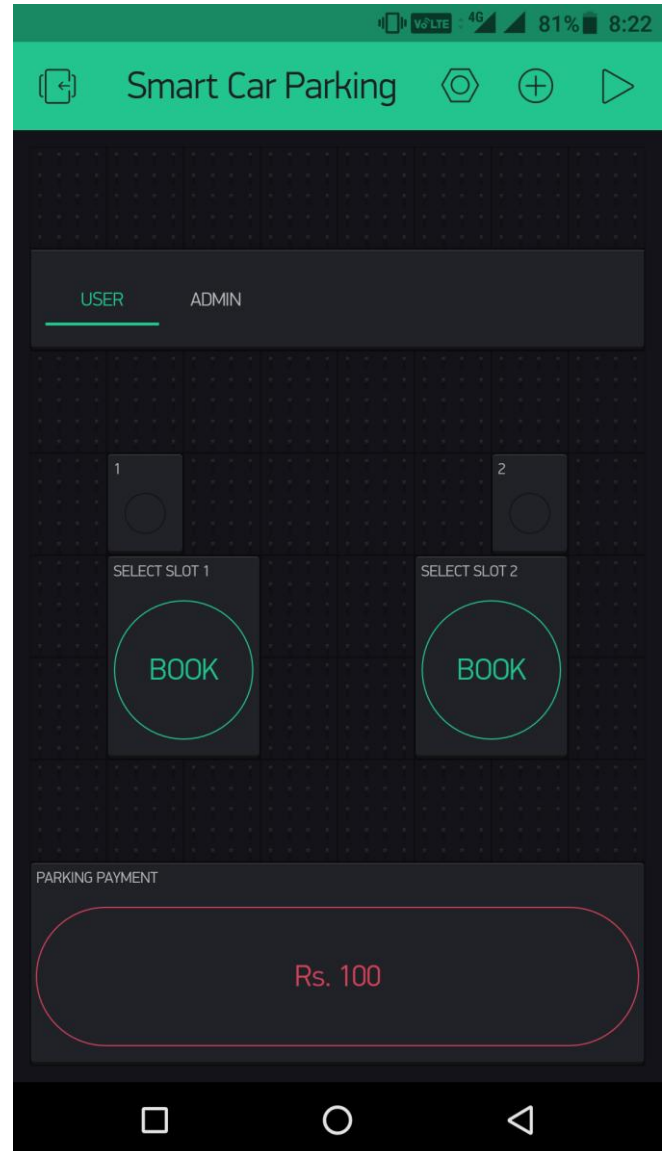 VoLTE 4G 81% 8:22
Smart Car Parking
USER ADMIN
1 2
SELECT SLOT 1 SELECT SLOT 2
BOOK BOOK
PARKING PAYMENT
Rs. 100